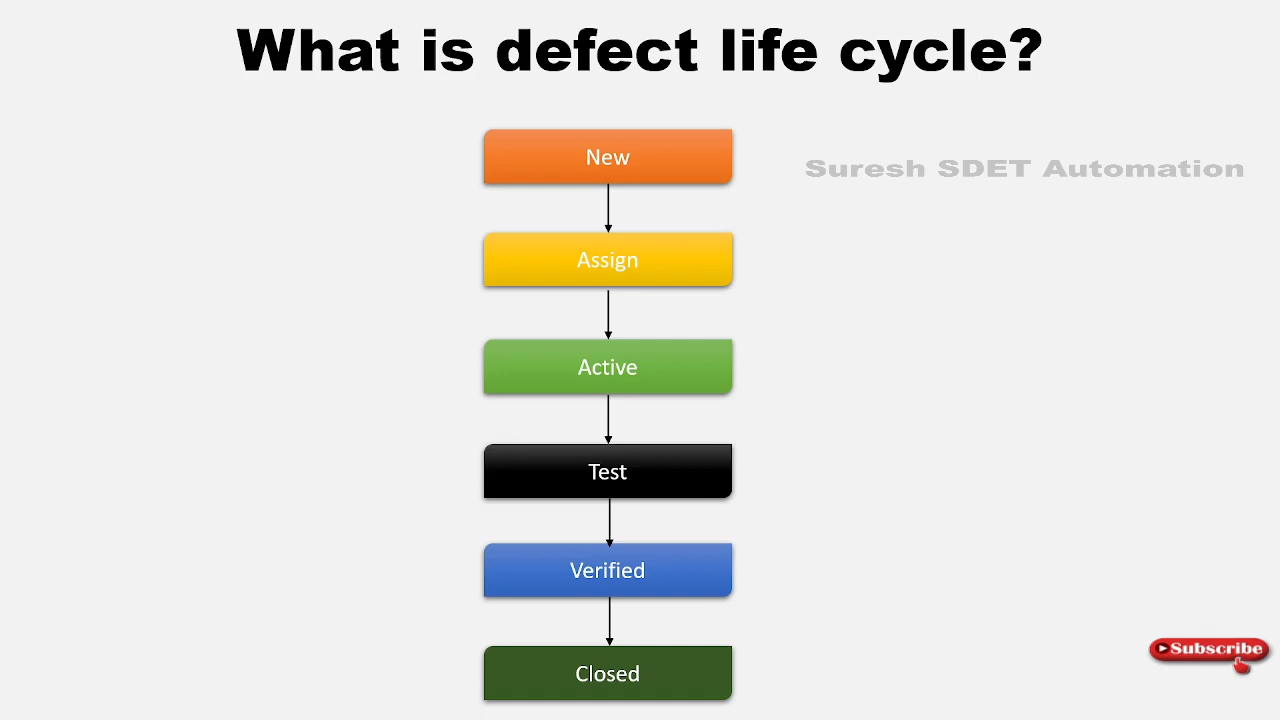 What is defect life cycle?
New
Suresh SDET Automation
Assign
Active
Test
Verified
Closed
Subscribe